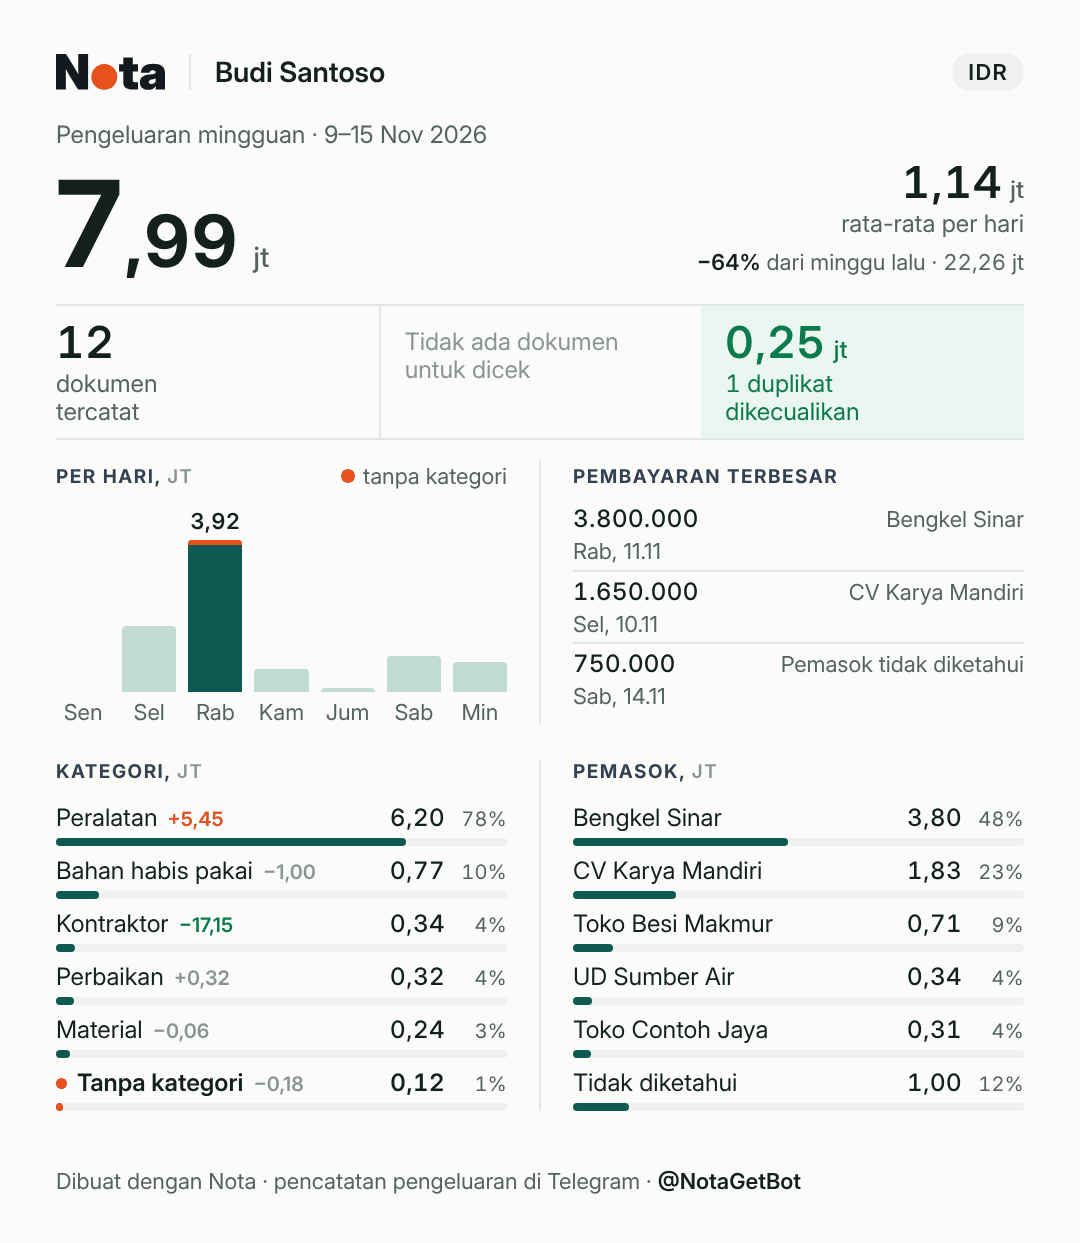 Nota
Budi Santoso
IDR
Pengeluaran mingguan · 9–15 Nov 2026
7,99 jt
1,14 jt
rata-rata per hari
−64% dari minggu lalu · 22,26 jt
12
dokumen
tercatat
Tidak ada dokumen
untuk dicek
0,25 jt
1 duplikat
dikecualikan
PER HARI, JT
tanpa kategori
3,92
Sen Sel Rab Kam Jum Sab Min
PEMBAYARAN TERBESAR
3.800.000 Bengkel Sinar
Rab, 11.11
1.650.000 CV Karya Mandiri
Sel, 10.11
750.000 Pemasok tidak diketahui
Sab, 14.11
KATEGORI, JT
Peralatan +5,45 6,20 78%
Bahan habis pakai −1,00 0,77 10%
Kontraktor −17,15 0,34 4%
Perbaikan +0,32 0,32 4%
Material −0,06 0,24 3%
Tanpa kategori −0,18 0,12 1%
PEMASOK, JT
Bengkel Sinar 3,80 48%
CV Karya Mandiri 1,83 23%
Toko Besi Makmur 0,71 9%
UD Sumber Air 0,34 4%
Toko Contoh Jaya 0,31 4%
Tidak diketahui 1,00 12%
Dibuat dengan Nota · pencatatan pengeluaran di Telegram · @NotaGetBot